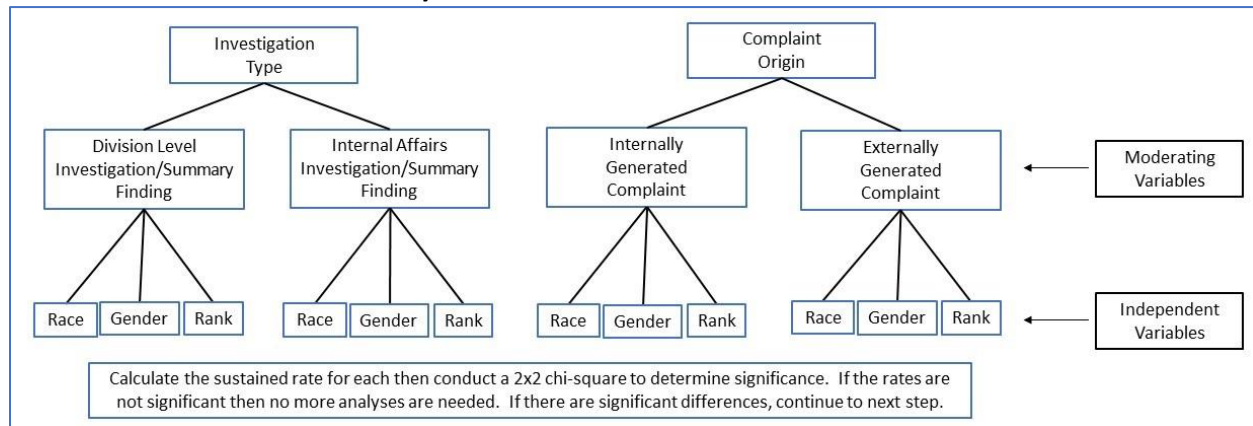 Investigation
Type
Complaint
Origin
Division Level
Investigation/Summary
Finding
Internal Affairs
Investigation/Summary
Finding
Internally
Generated
Complaint
Externally
Generated
Complaint
Moderating
Variables
Race
Gender
Rank
Race
Gender
Rank
Race
Gender
Rank
Race
Gender
Rank
Independent
Variables
Calculate the sustained rate for each then conduct a 2x2 chi-square to determine significance. If the rates are
not significant then no more analyses are needed. If there are significant differences, continue to next step.